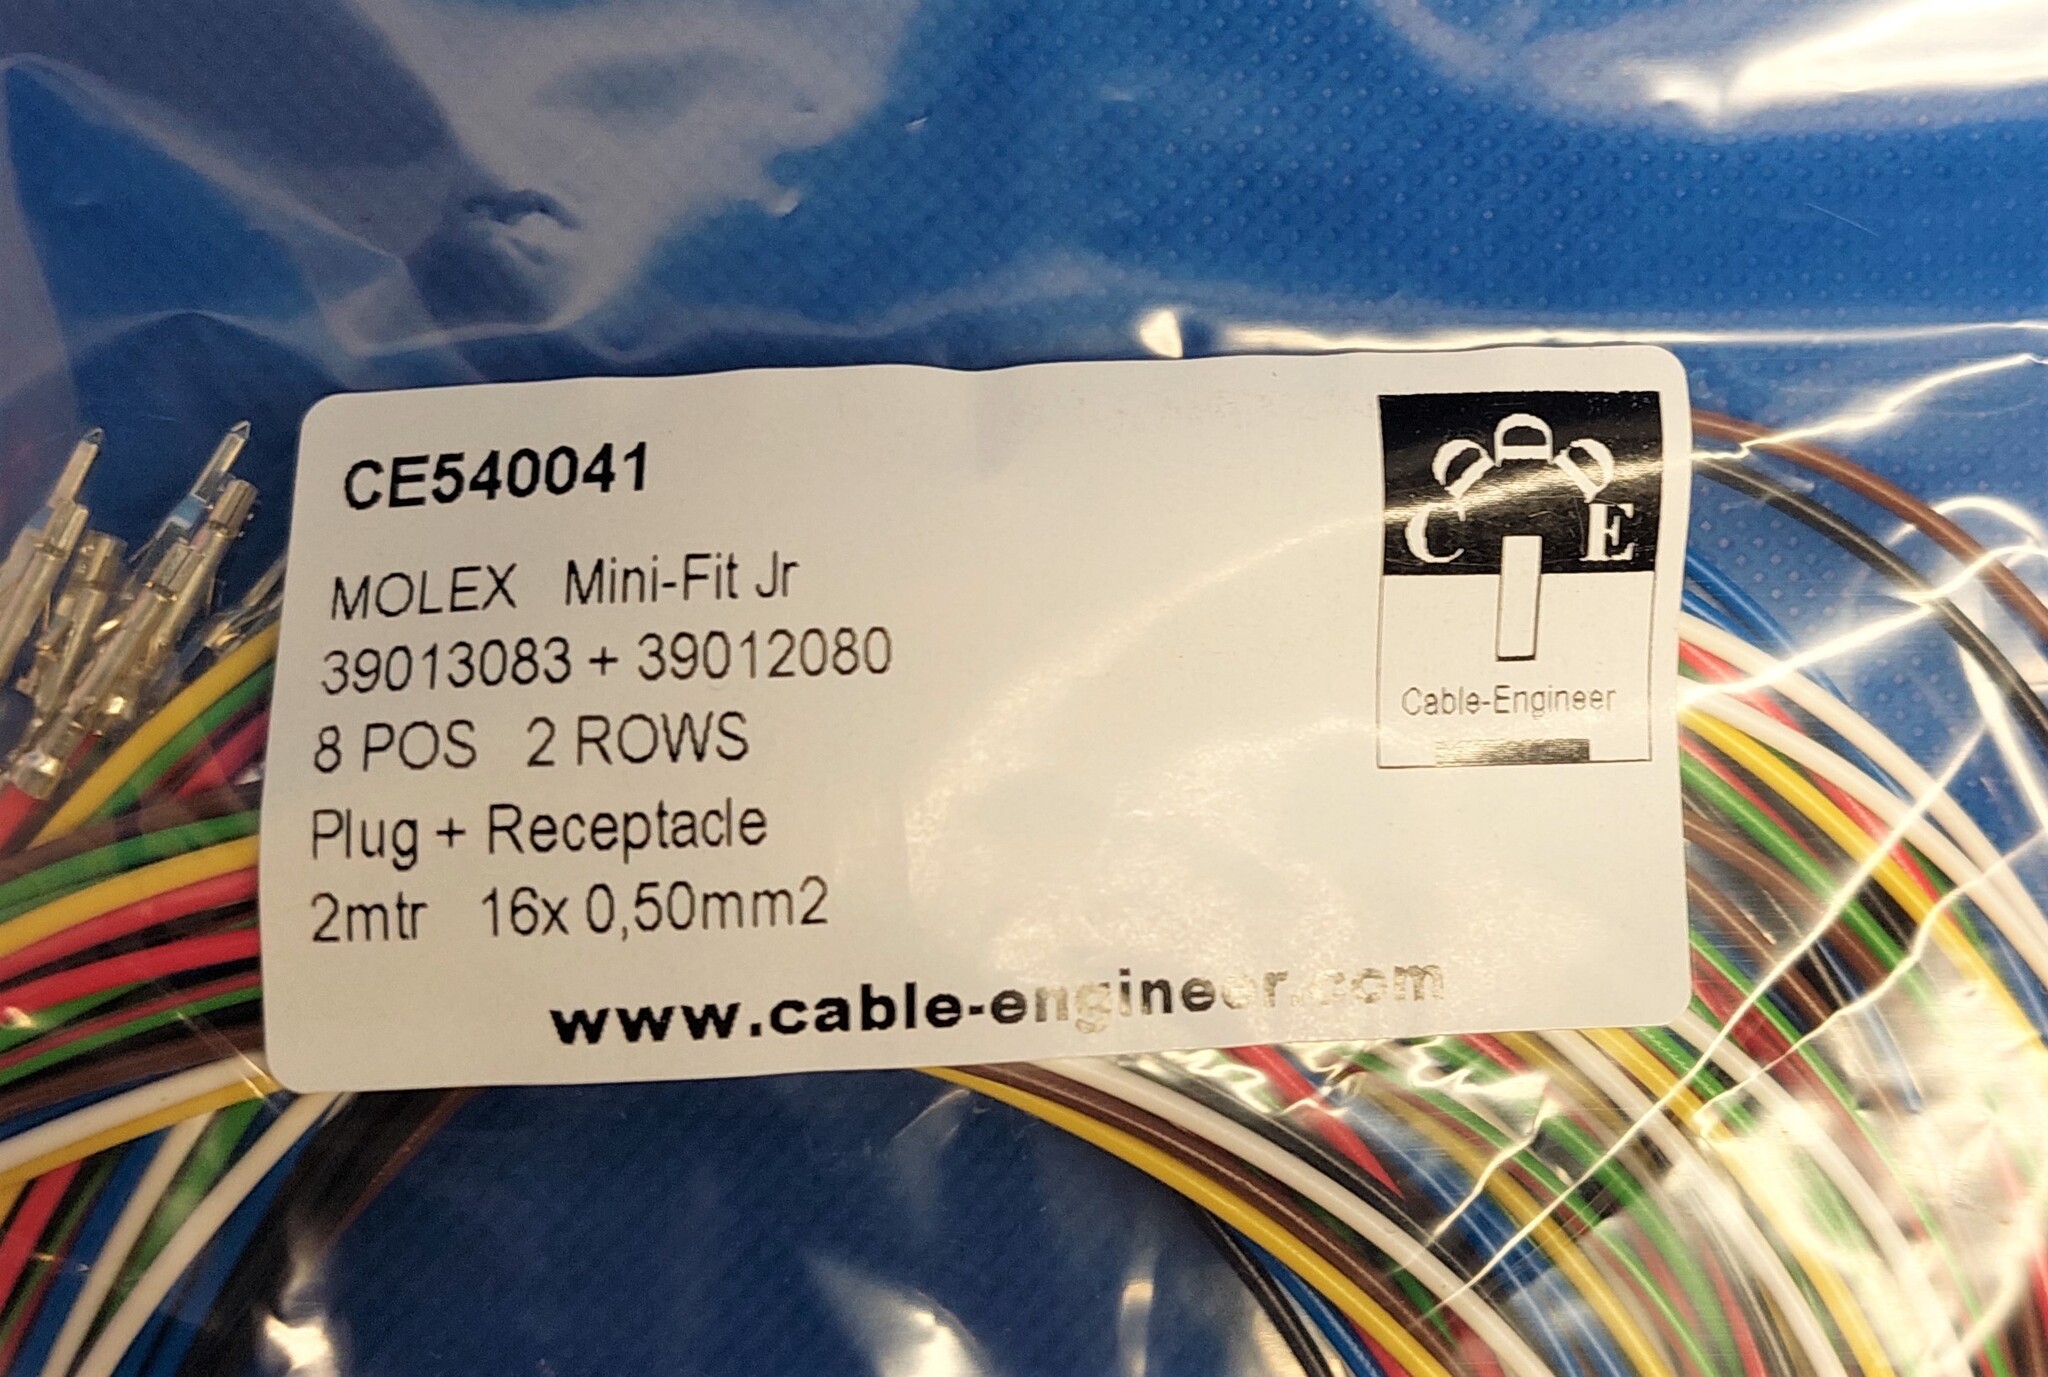 CE540041
MOLEX Mini-Fit Jr
39013083 + 39012080
8 POS 2 ROWS
Plug + Receptacle
2mtr 16x 0,50mm2
www.cable-engineer.com
C E
Cable-Engineer